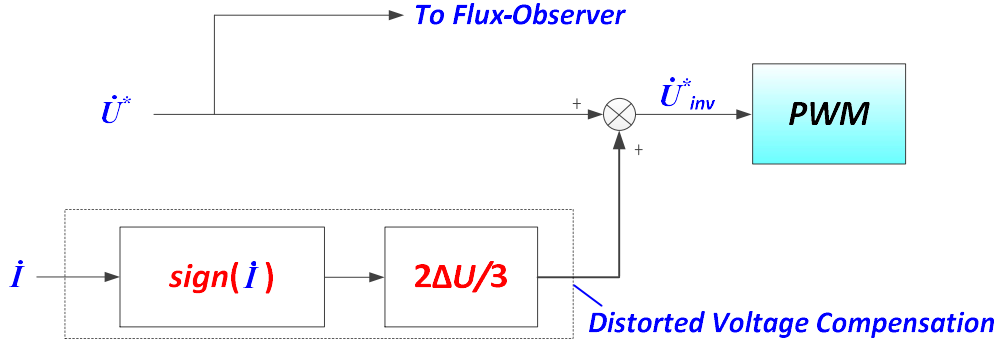 To Flux-Observer
U̇*
+
U̇*inv
PWM
+
İ
sign(İ)
2ΔU/3
Distorted Voltage Compensation